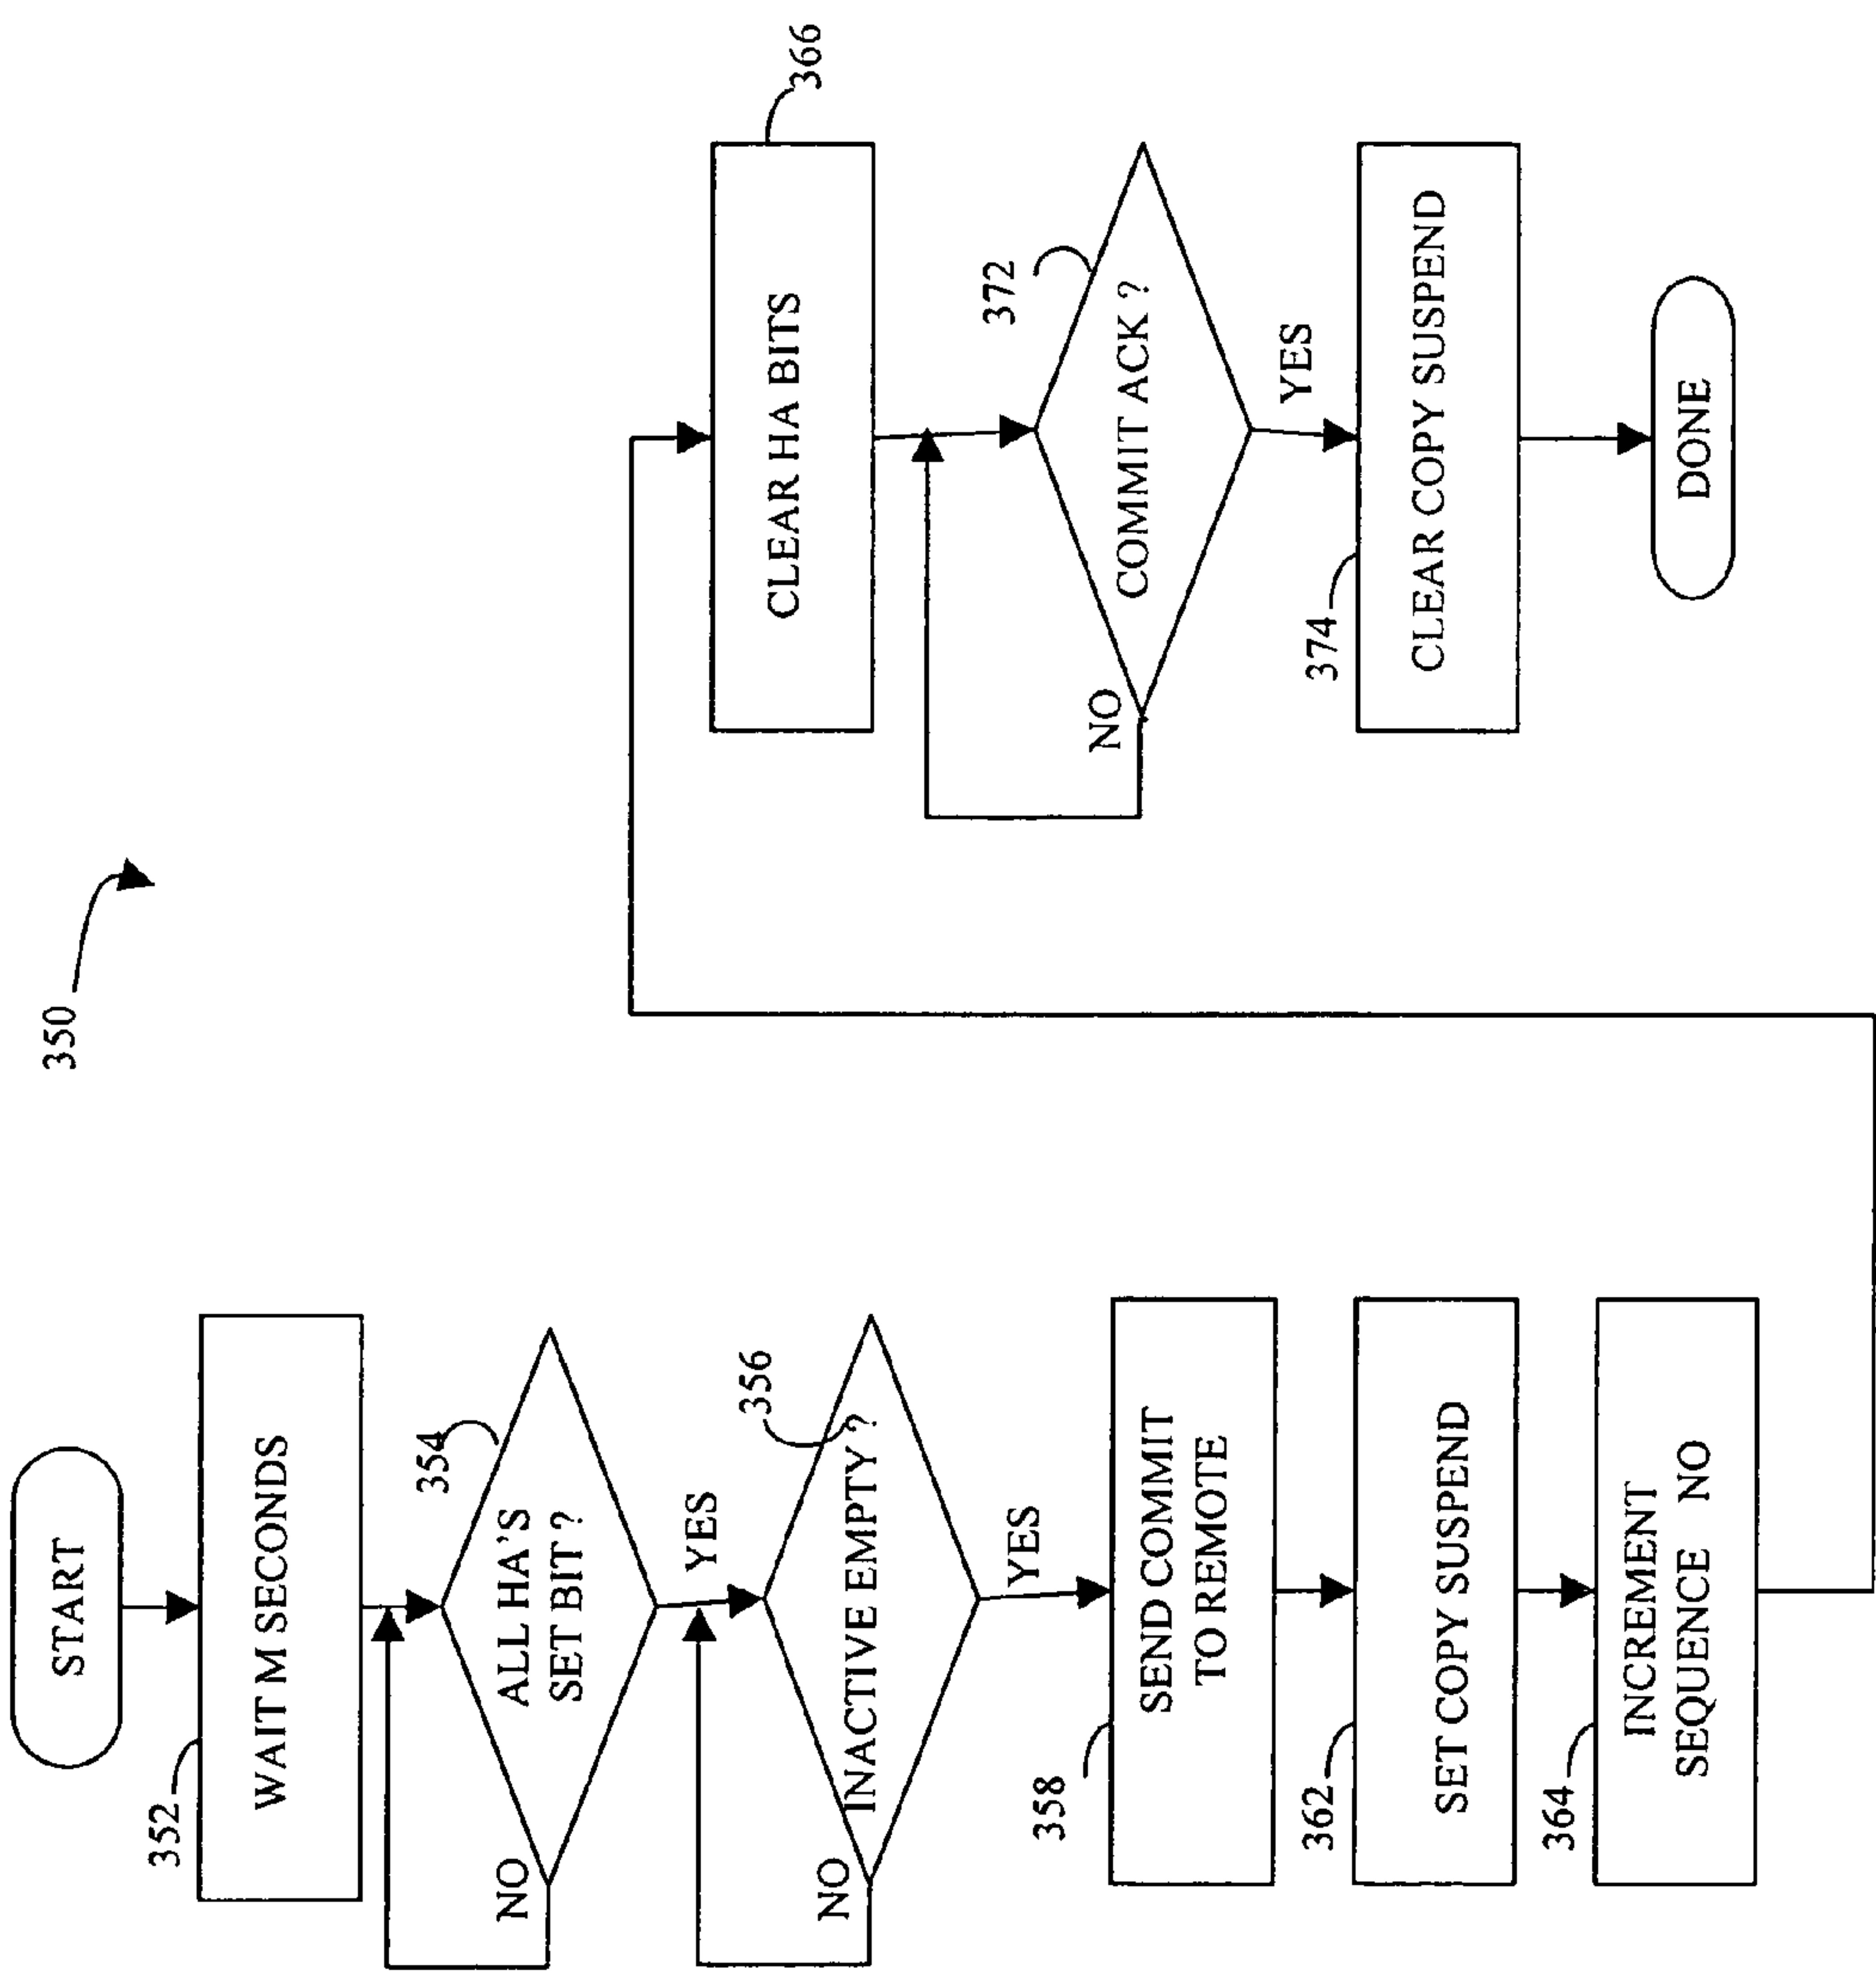 350
START
352
WAIT M SECONDS
354
ALL HA'S
SET BIT ?
NO
YES
356
INACTIVE EMPTY ?
NO
YES
358
SEND COMMIT
TO REMOTE
362
SET COPY SUSPEND
364
INCREMENT
SEQUENCE NO
366
CLEAR HA BITS
372
COMMIT ACK ?
NO
YES
374
CLEAR COPY SUSPEND
DONE